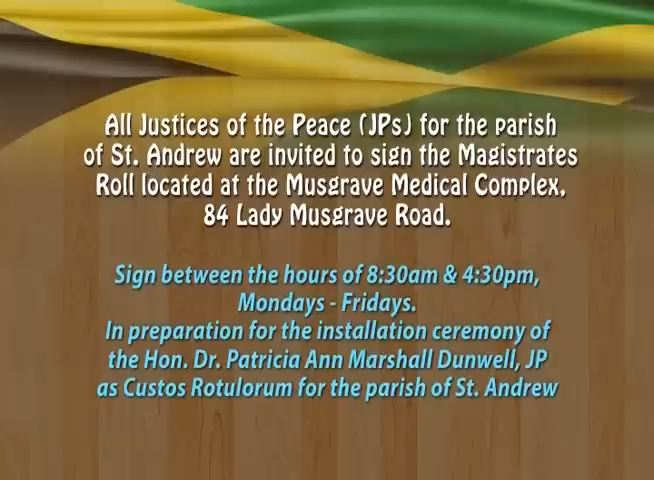 All Justices of the Peace (JPs) for the parish
of St. Andrew are invited to sign the Magistrates
Roll located at the Musgrave Medical Complex,
84 Lady Musgrave Road.
Sign between the hours of 8:30am & 4:30pm,
Mondays - Fridays.
In preparation for the installation ceremony of
the Hon. Dr. Patricia Ann Marshall Dunwell, JP
as Custos Rotulorum for the parish of St. Andrew